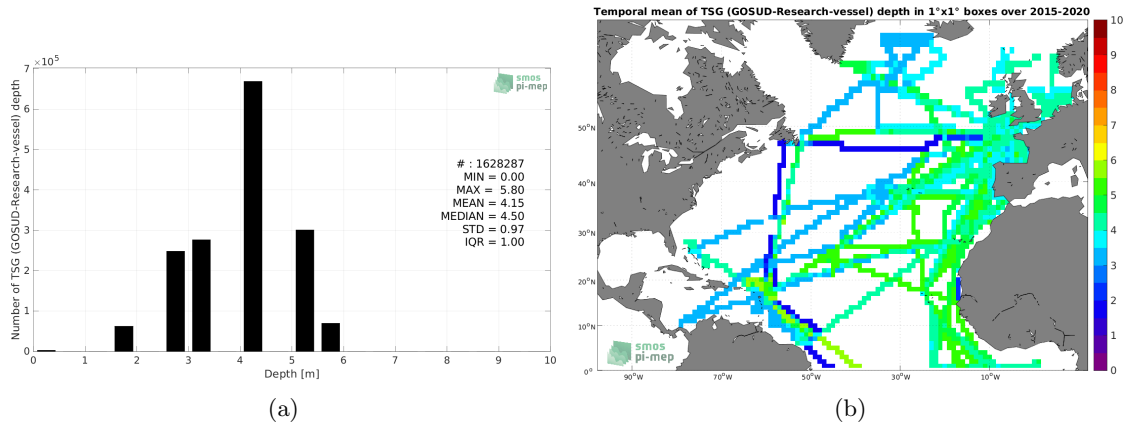 Temporal mean of TSG (GOSUD-Research-vessel) depth in 1°x1° boxes over 2015-2020
×10⁵
7
6
5
4
3
2
1
0
Number of TSG (GOSUD-Research-vessel) depth
smos
pi-mep
# : 1628287
MIN = 0.00
MAX = 5.80
MEAN = 4.15
MEDIAN = 4.50
STD = 0.97
IQR = 1.00
0 1 2 3 4 5 6 7 8 9 10
Depth [m]
(a)
50°N
40°N
30°N
20°N
10°N
0°
90°W 70°W 50°W 30°W 10°W
smos
pi-mep
10
9
8
7
6
5
4
3
2
1
0
(b)